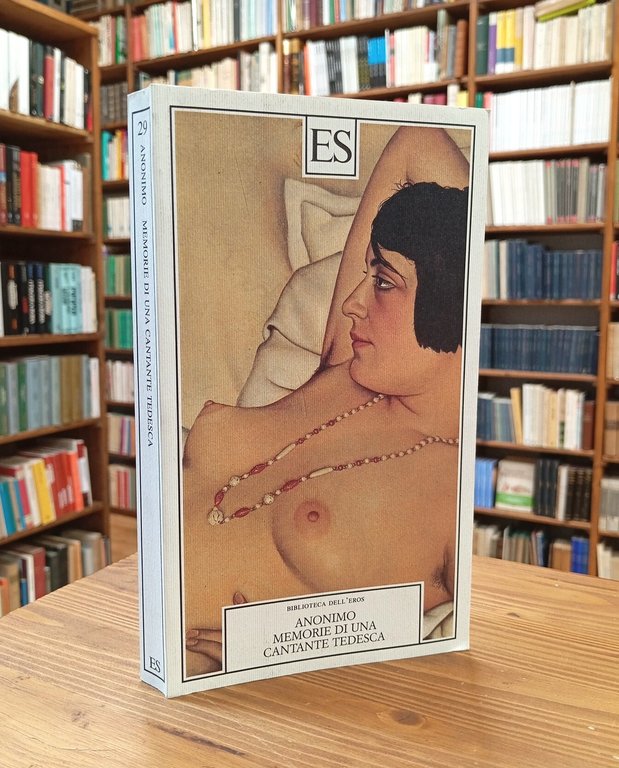 29 ANONIMO MEMORIE DI UNA CANTANTE TEDESCA
ES
ES
BIBLIOTECA DELL'EROS
ANONIMO
MEMORIE DI UNA
CANTANTE TEDESCA